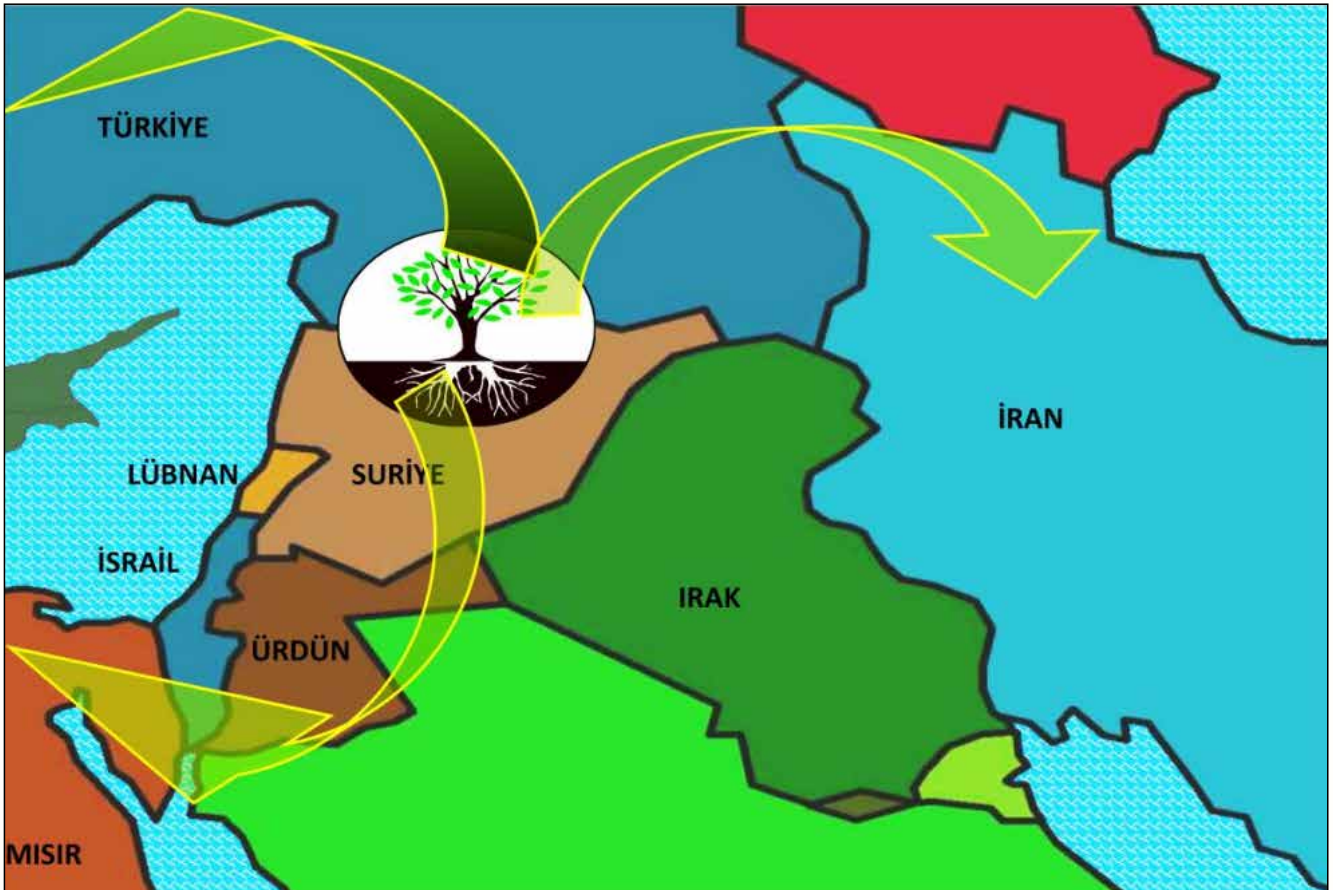 TÜRKİYE
İRAN
LÜBNAN
SURİYE
İSRAİL
IRAK
ÜRDÜN
MISIR